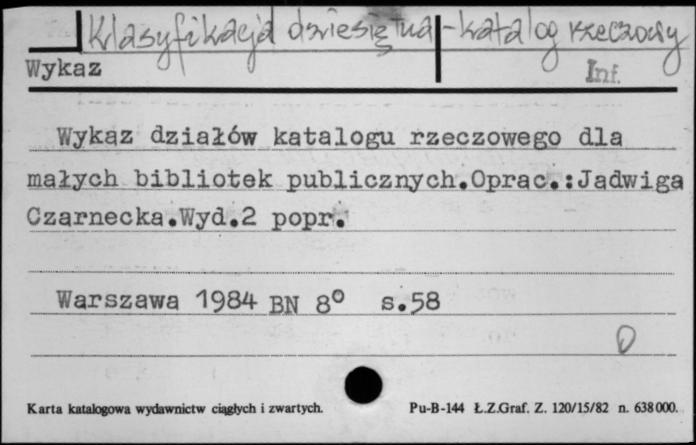 Klasyfikacja dziesiętna - katalog rzeczowy
Wykaz Inf.
Wykaz działów katalogu rzeczowego dla
małych bibliotek publicznych.Oprac.:Jadwiga
Czarnecka.Wyd.2 popr.
Warszawa 1984 BN 8° s.58
0
Karta katalogowa wydawnictw ciągłych i zwartych. Pu-B-144 Ł.Z.Graf. Z. 120/15/82 n. 638 000.